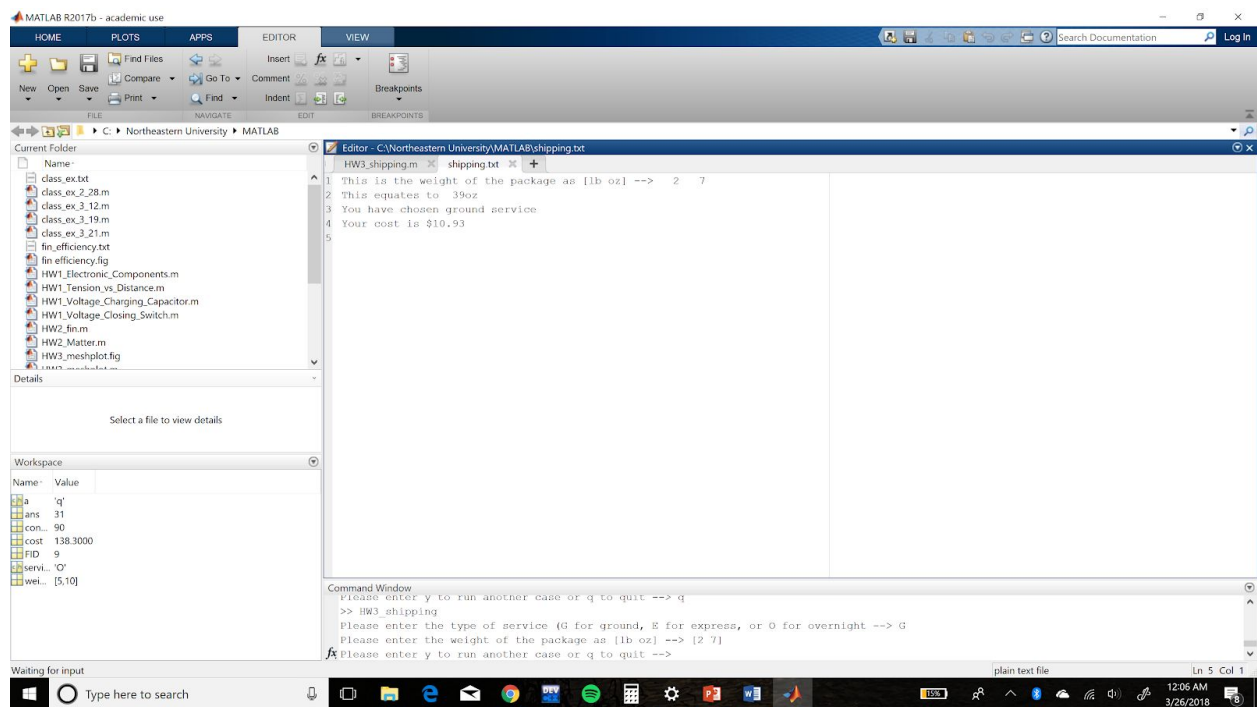 MATLAB R2017b - academic use
HOME PLOTS APPS EDITOR VIEW
Search Documentation Log In
New Open Save
Find Files
Compare
Print
Go To
Find
Insert fx
Comment
Indent
Breakpoints
FILE NAVIGATE EDIT BREAKPOINTS
C: Northeastern University MATLAB
Current Folder
Name
class_ex.txt
class_ex_2_28.m
class_ex_3_12.m
class_ex_3_19.m
class_ex_3_21.m
fin_efficiency.txt
fin efficiency.fig
HW1_Electronic_Components.m
HW1_Tension_vs_Distance.m
HW1_Voltage_Charging_Capacitor.m
HW1_Voltage_Closing_Switch.m
HW2_fin.m
HW2_Matter.m
HW3_meshplot.fig
Details
Select a file to view details
Workspace
Name Value
a 'q'
ans 31
con... 90
cost 138.3000
FID 9
servi... 'O'
wei... [5,10]
Editor - C:\Northeastern University\MATLAB\shipping.txt
HW3_shipping.m shipping.txt +
1 This is the weight of the package as [lb oz] --> 2 7
2 This equates to 39oz
3 You have chosen ground service
4 Your cost is $10.93
5
Command Window
Please enter y to run another case or q to quit --> q
>> HW3_shipping
Please enter the type of service (G for ground, E for express, or O for overnight --> G
Please enter the weight of the package as [lb oz] --> [2 7]
fx Please enter y to run another case or q to quit -->
Waiting for input plain text file Ln 5 Col 1
Type here to search DEV 15% 12:06 AM
3/26/2018 8